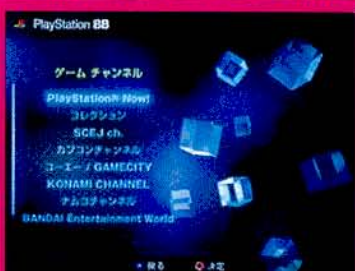 PlayStation BB
ゲーム チャンネル
PlayStation® Now!
コレクション
SCEJ ch.
カプコンチャンネル
コーエー / GAMECITY
KONAMI CHANNEL
ナムコチャンネル
BANDAI Entertainment World
× 戻る ○ 決定